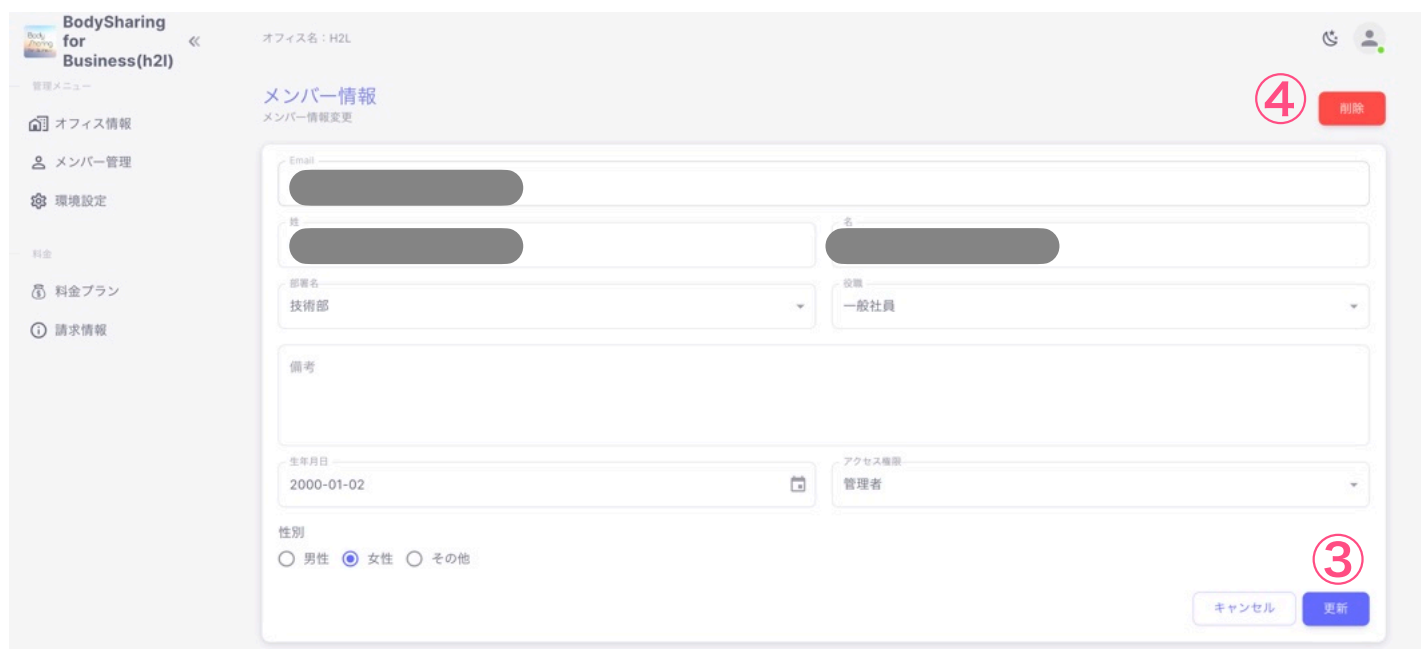 BodySharing
for
Business(h2l)
オフィス名:H2L
管理メニュー
オフィス情報
メンバー管理
環境設定
料金
料金プラン
請求情報
メンバー情報
メンバー情報変更
④
削除
Email
姓
名
部署名
技術部
役職
一般社員
備考
生年月日
2000-01-02
アクセス権限
管理者
性別
男性 女性 その他
③
キャンセル 更新